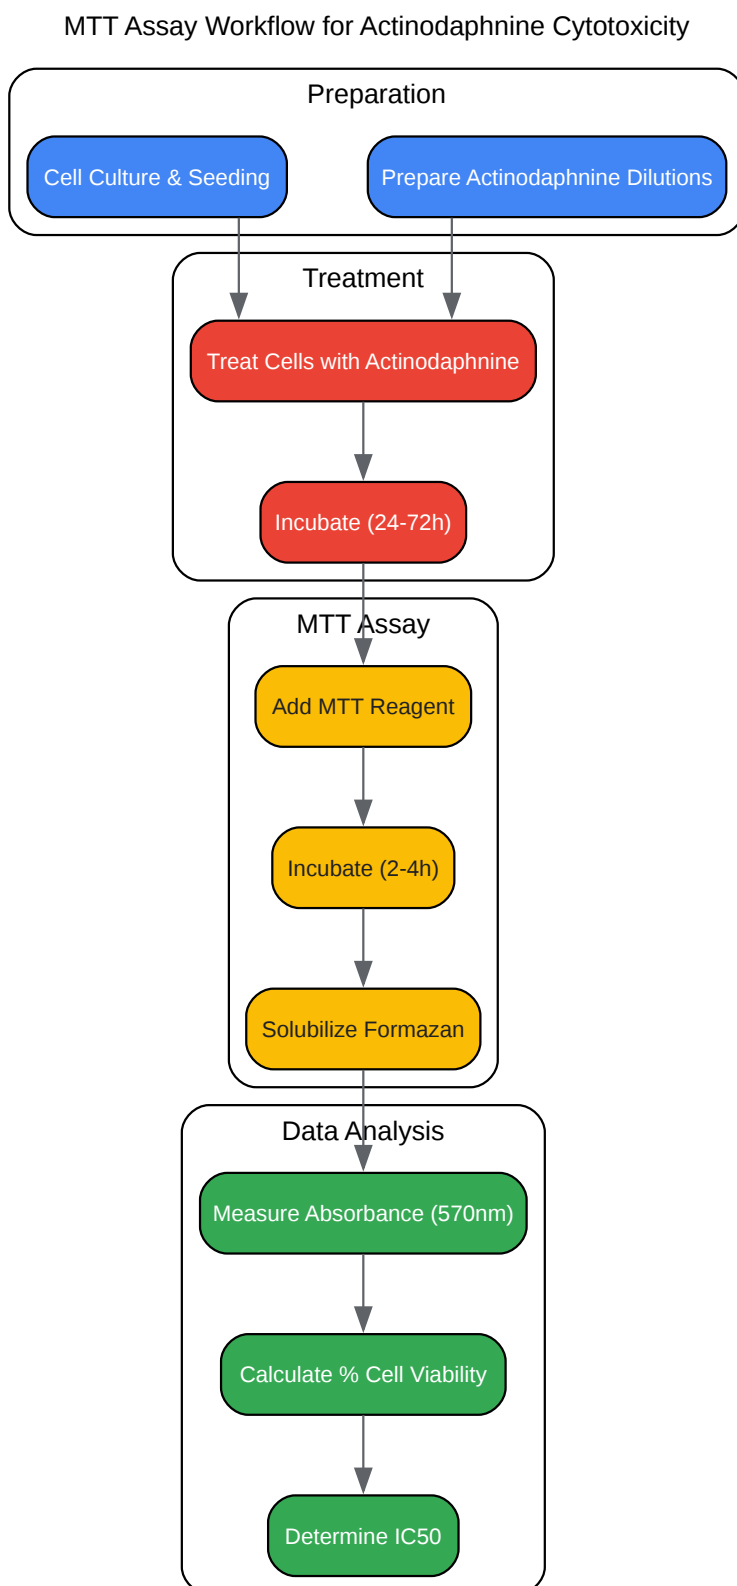 MTT Assay Workflow for Actinodaphnine Cytotoxicity
Preparation
Cell Culture & Seeding
Prepare Actinodaphnine Dilutions
Treatment
Treat Cells with Actinodaphnine
Incubate (24-72h)
MTT Assay
Add MTT Reagent
Incubate (2-4h)
Solubilize Formazan
Data Analysis
Measure Absorbance (570nm)
Calculate % Cell Viability
Determine IC50